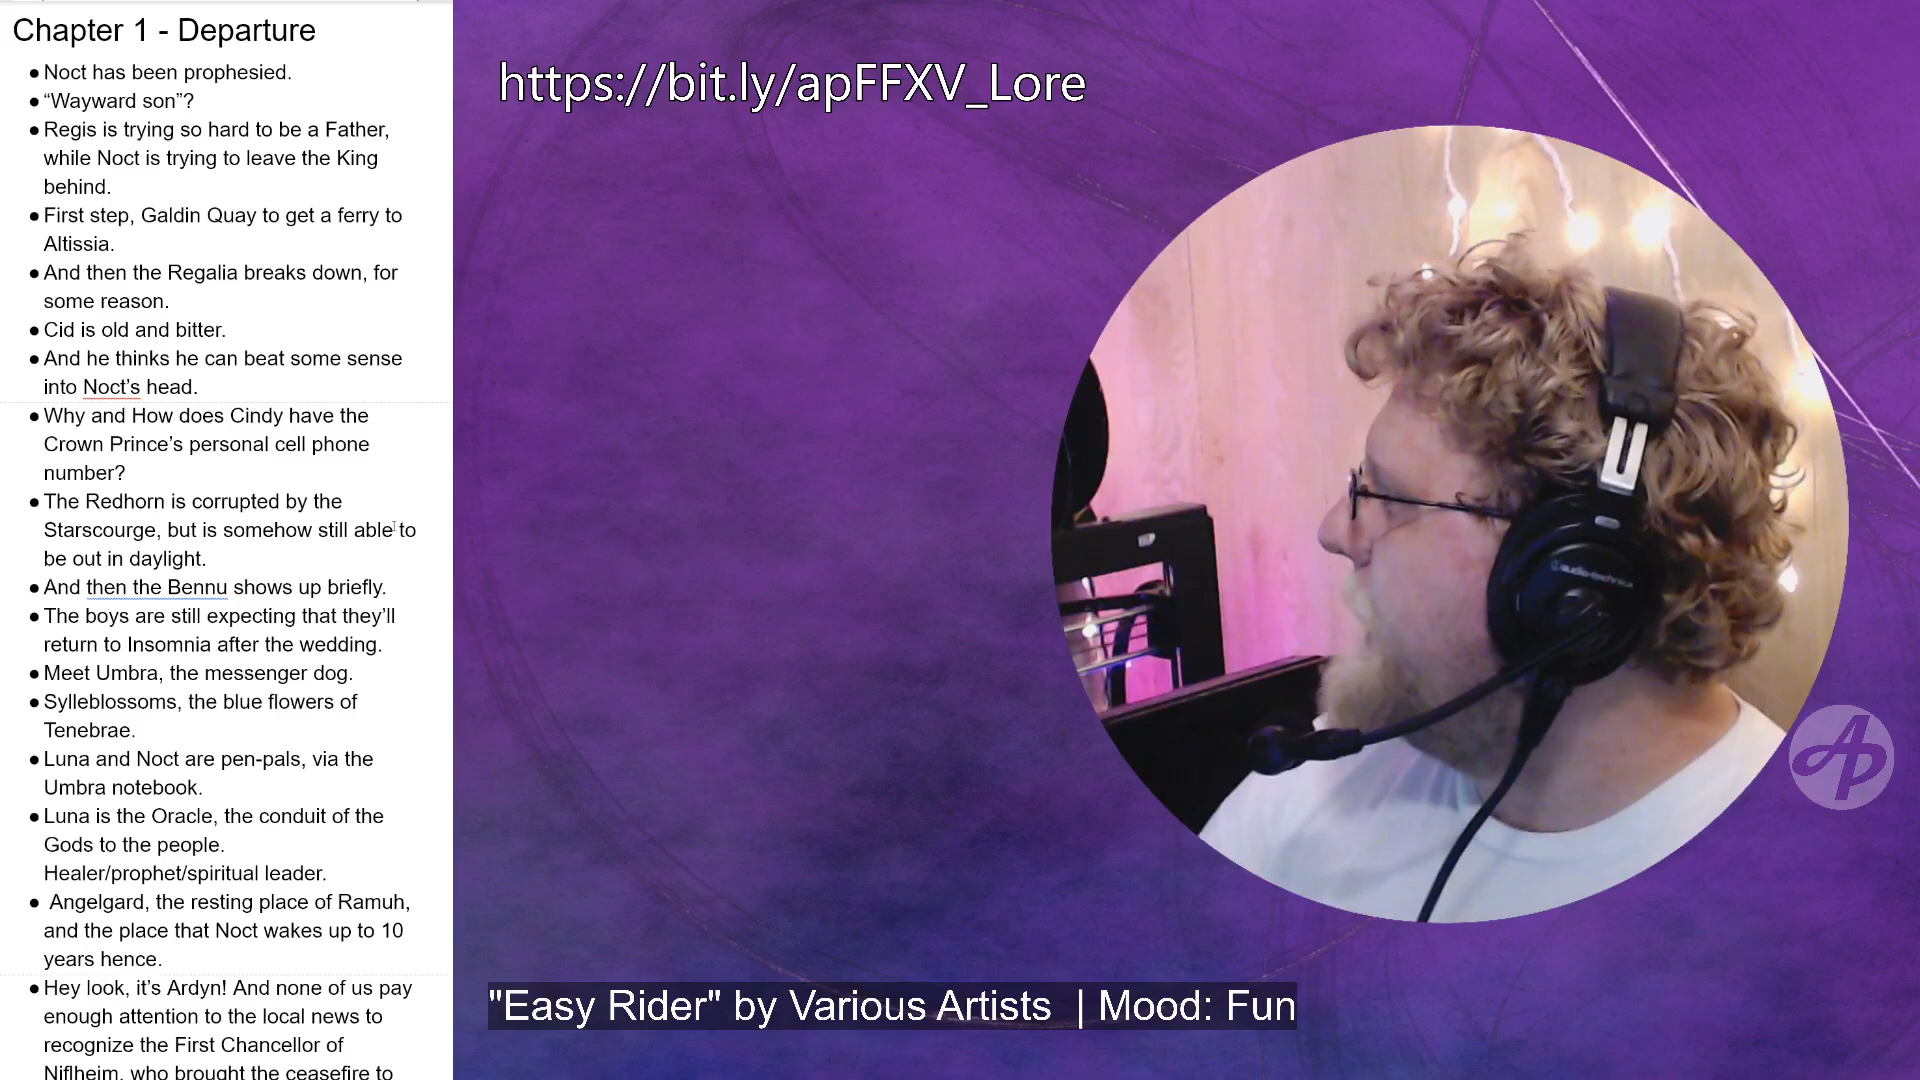 Chapter 1 - Departure
● Noct has been prophesied.
● “Wayward son”?
● Regis is trying so hard to be a Father,
while Noct is trying to leave the King
behind.
● First step, Galdin Quay to get a ferry to
Altissia.
● And then the Regalia breaks down, for
some reason.
● Cid is old and bitter.
● And he thinks he can beat some sense
into Noct’s head.
● Why and How does Cindy have the
Crown Prince’s personal cell phone
number?
● The Redhorn is corrupted by the
Starscourge, but is somehow still able to
be out in daylight.
● And then the Bennu shows up briefly.
● The boys are still expecting that they’ll
return to Insomnia after the wedding.
● Meet Umbra, the messenger dog.
● Sylleblossoms, the blue flowers of
Tenebrae.
● Luna and Noct are pen-pals, via the
Umbra notebook.
● Luna is the Oracle, the conduit of the
Gods to the people.
Healer/prophet/spiritual leader.
● Angelgard, the resting place of Ramuh,
and the place that Noct wakes up to 10
years hence.
● Hey look, it’s Ardyn! And none of us pay
enough attention to the local news to
recognize the First Chancellor of
Niflheim, who brought the ceasefire to
https://bit.ly/apFFXV_Lore
audio-technica
AP
"Easy Rider" by Various Artists | Mood: Fun